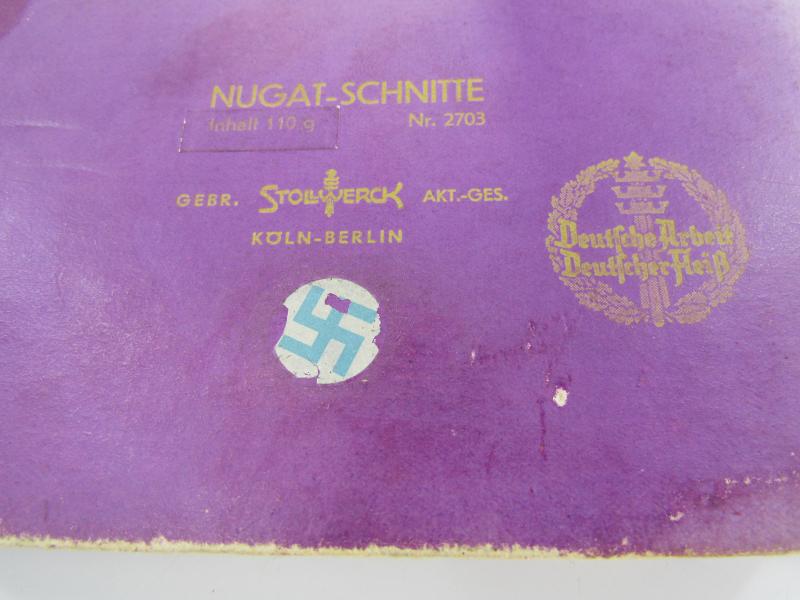 NUGAT-SCHNITTE
Inhalt 110 g
Nr. 2703
GEBR. STOLLWERCK AKT.-GES.
KÖLN-BERLIN
Deutsche Arbeit
Deutscher Fleiß